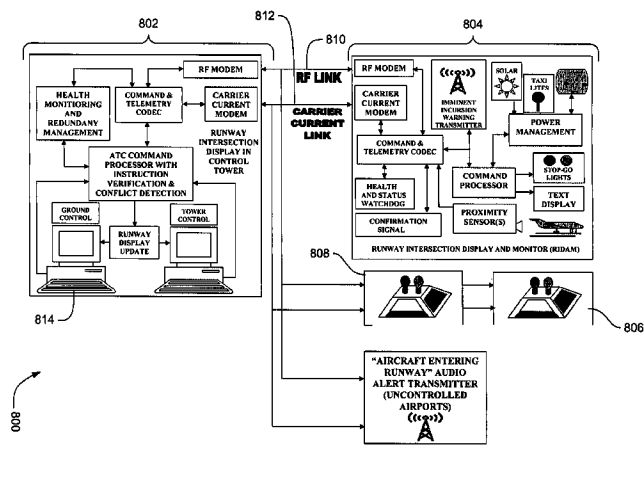 812
802
810
804
RF MODEM
RF LINK
CARRIER
CURRENT
LINK
HEALTH
MONITORING
AND
REDUNDANCY
MANAGEMENT
COMMAND &
TELEMETRY
CODEC
CARRIER
CURRENT
MODEM
RUNWAY
INTERSECTION
DISPLAY IN
CONTROL
TOWER
ATC COMMAND
PROCESSOR WITH
INSTRUCTION
VERIFICATION &
CONFLICT DETECTION
GROUND
CONTROL
TOWER
CONTROL
RUNWAY
DISPLAY
UPDATE
814
RF MODEM
CARRIER
CURRENT
MODEM
IMMINENT
INCURSION
WARNING
TRANSMITTER
SOLAR
TAXI
LITES
POWER
MANAGEMENT
COMMAND &
TELEMETRY CODEC
COMMAND
PROCESSOR
STOP-GO
LIGHTS
TEXT
DISPLAY
HEALTH
AND STATUS
WATCHDOG
CONFIRMATION
SIGNAL
PROXIMITY
SENSOR(S)
RUNWAY INTERSECTION DISPLAY AND MONITOR (RIDAM)
808
806
"AIRCRAFT ENTERING
RUNWAY" AUDIO
ALERT TRANSMITTER
(UNCONTROLLED
AIRPORTS)
800